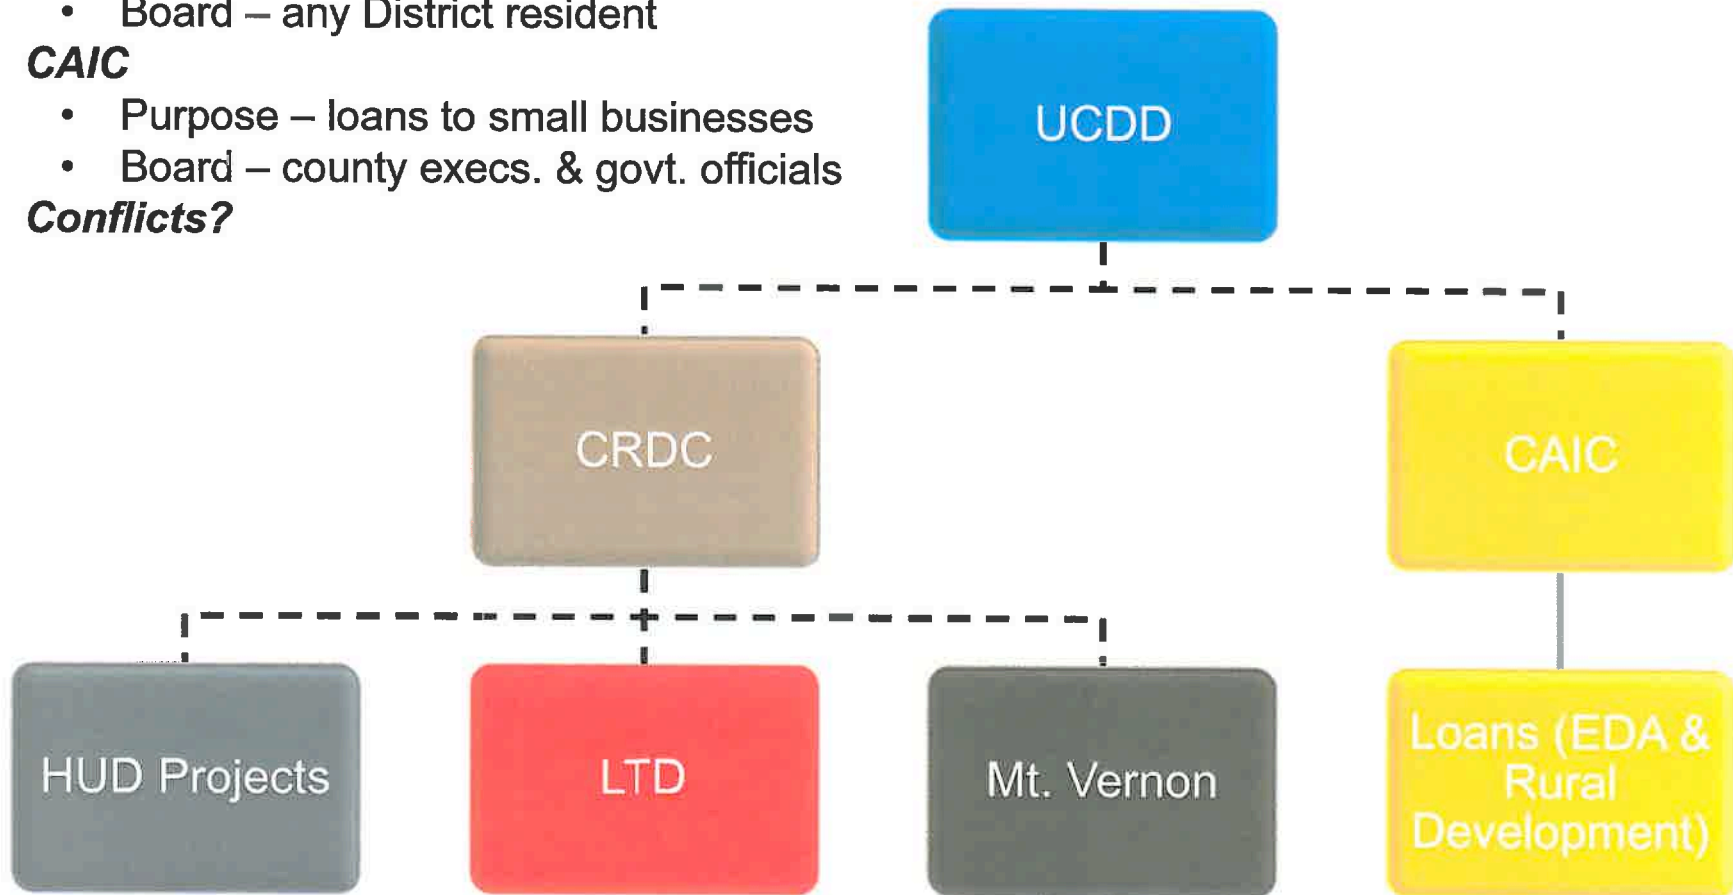 • Board – any District resident
CAIC
• Purpose – loans to small businesses
• Board – county execs. & govt. officials
Conflicts?
UCDD
CRDC
CAIC
HUD Projects
LTD
Mt. Vernon
Loans (EDA &
Rural
Development)